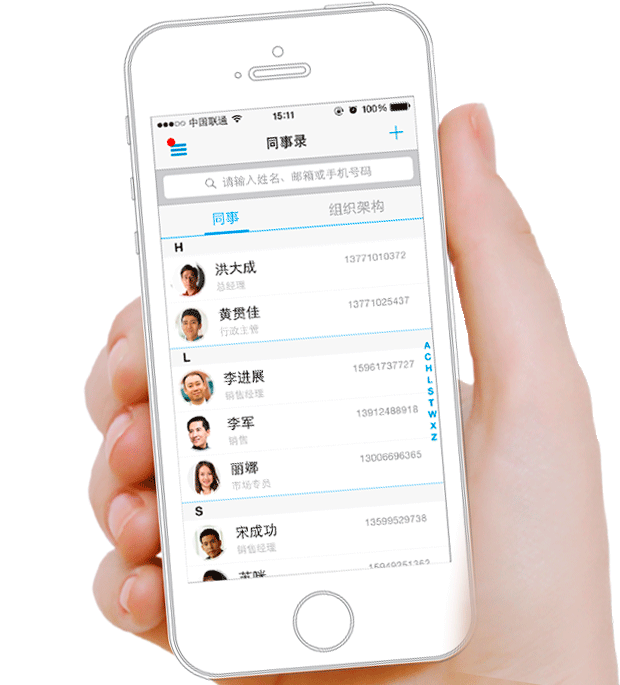 中国联通 15:11 100%
同事录
请输入姓名、邮箱或手机号码
同事 组织架构
H
洪大成 13771010372
总经理
黄贯佳 13771025437
行政主管
L
李进展 15961737727
销售经理
李军 13912488918
销售
丽娜 13006696365
市场专员
S
宋成功 13599529738
销售经理
A
C
H
L
S
T
W
X
Z